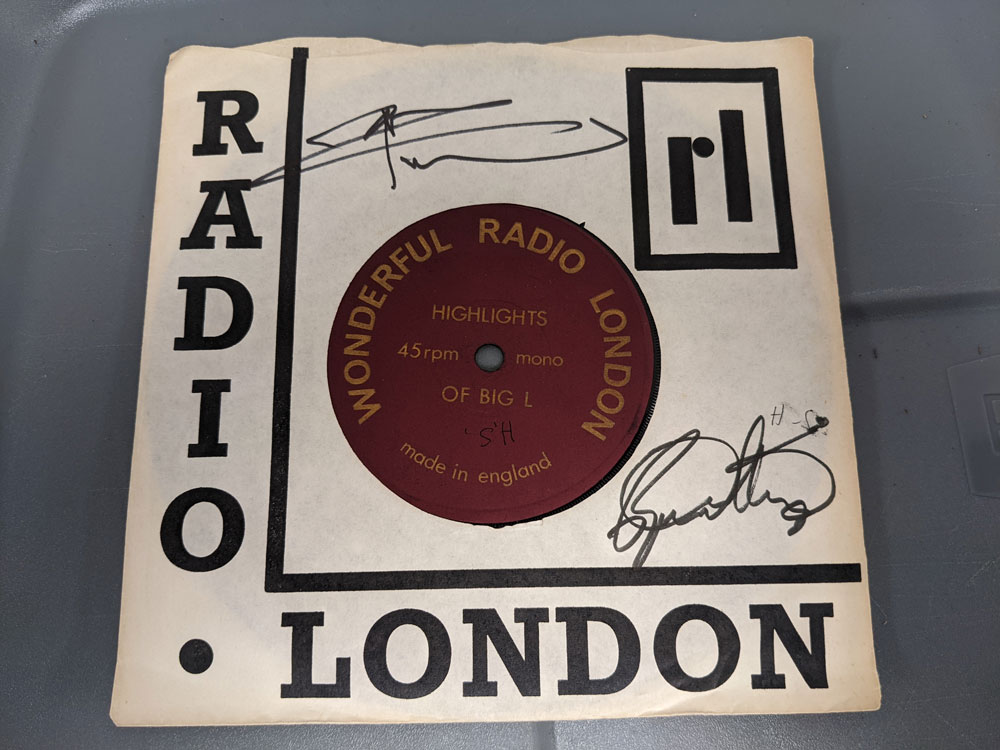 RADIO
• LONDON
rl
WONDERFUL RADIO LONDON
HIGHLIGHTS
45rpm mono
OF BIG L
H.S.
made in england
H-S